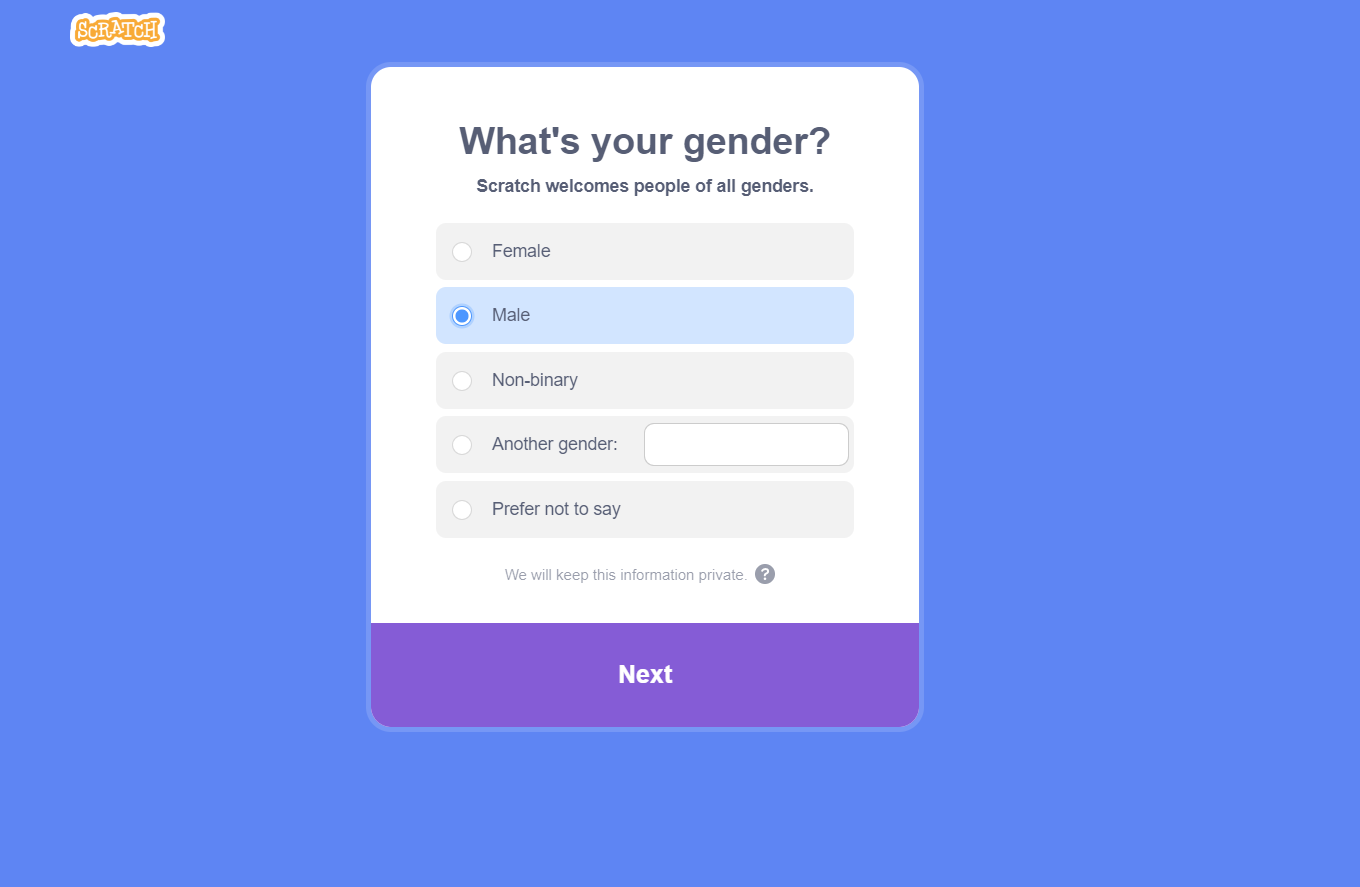 SCRATCH
What's your gender?
Scratch welcomes people of all genders.
Female
Male
Non-binary
Another gender:
Prefer not to say
We will keep this information private. ?
Next